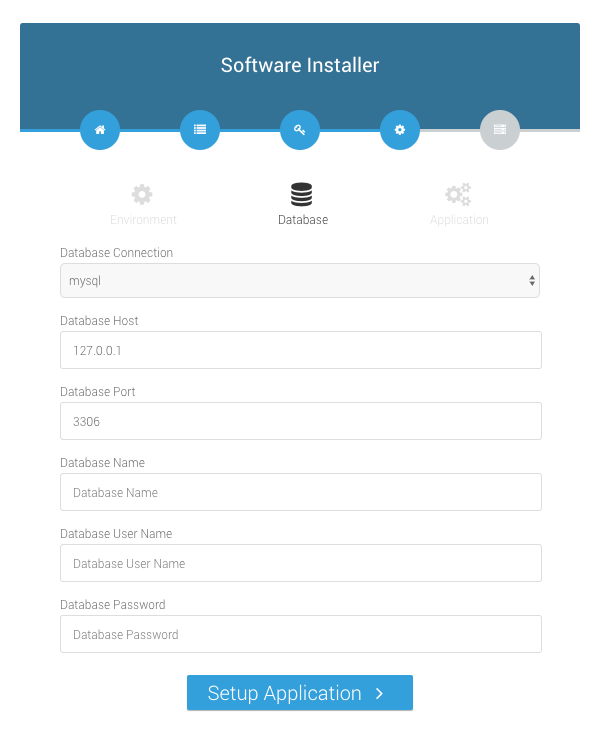 Software Installer
Environment
Database
Application
Database Connection
mysql
Database Host
127.0.0.1
Database Port
3306
Database Name
Database Name
Database User Name
Database User Name
Database Password
Database Password
Setup Application